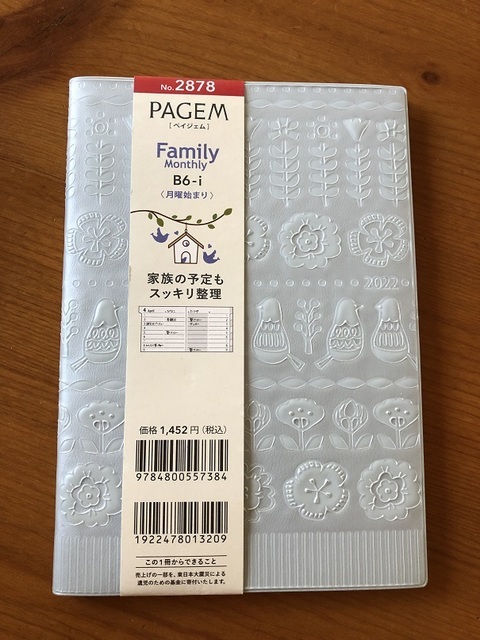 No.2878
PAGEM
[ペイジェム]
Family
Monthly
B6-i
〈月曜始まり〉
家族の予定も
スッキリ整理
2022
価格 1,452 円 (税込)
9784800557384
1922478013209
この1冊からできること
売上げの一部を、東日本大震災による
遺児のための基金に寄付いたします。